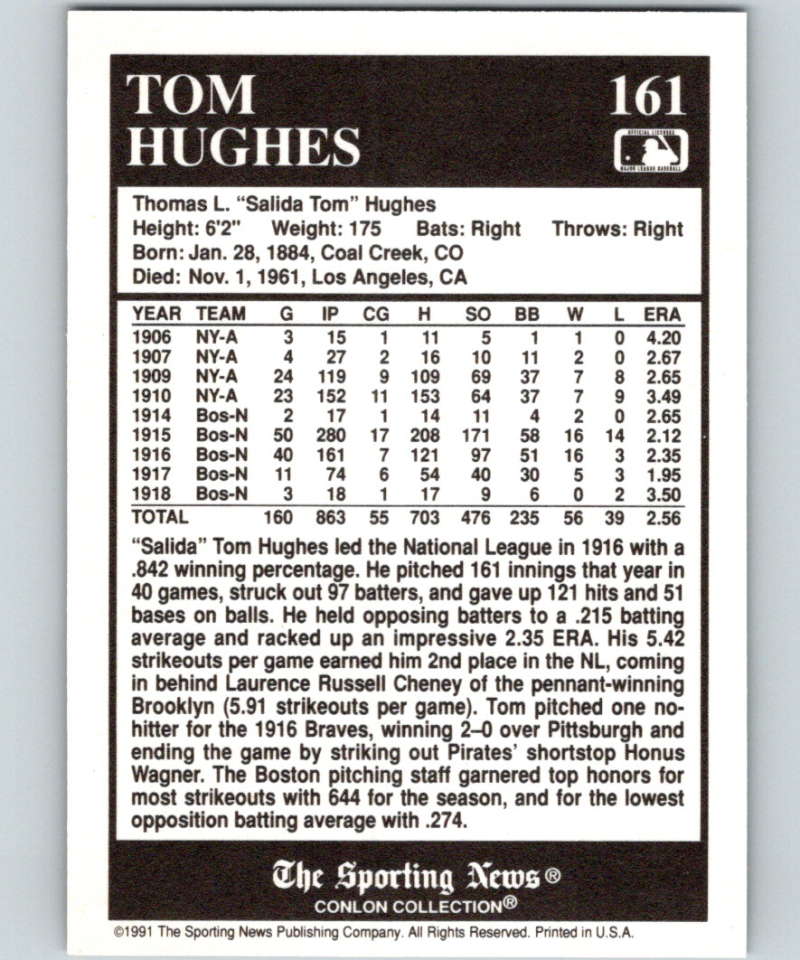 TOM 161
HUGHES
OFFICIAL LICENSEE
MAJOR LEAGUE BASEBALL
Thomas L. “Salida Tom” Hughes
Height: 6'2" Weight: 175 Bats: Right Throws: Right
Born: Jan. 28, 1884, Coal Creek, CO
Died: Nov. 1, 1961, Los Angeles, CA
YEAR TEAM G IP CG H SO BB W L ERA
1906 NY-A 3 15 1 11 5 1 1 0 4.20
1907 NY-A 4 27 2 16 10 11 2 0 2.67
1909 NY-A 24 119 9 109 69 37 7 8 2.65
1910 NY-A 23 152 11 153 64 37 7 9 3.49
1914 Bos-N 2 17 1 14 11 4 2 0 2.65
1915 Bos-N 50 280 17 208 171 58 16 14 2.12
1916 Bos-N 40 161 7 121 97 51 16 3 2.35
1917 Bos-N 11 74 6 54 40 30 5 3 1.95
1918 Bos-N 3 18 1 17 9 6 0 2 3.50
TOTAL 160 863 55 703 476 235 56 39 2.56
“Salida” Tom Hughes led the National League in 1916 with a
.842 winning percentage. He pitched 161 innings that year in
40 games, struck out 97 batters, and gave up 121 hits and 51
bases on balls. He held opposing batters to a .215 batting
average and racked up an impressive 2.35 ERA. His 5.42
strikeouts per game earned him 2nd place in the NL, coming
in behind Laurence Russell Cheney of the pennant-winning
Brooklyn (5.91 strikeouts per game). Tom pitched one no-
hitter for the 1916 Braves, winning 2–0 over Pittsburgh and
ending the game by striking out Pirates’ shortstop Honus
Wagner. The Boston pitching staff garnered top honors for
most strikeouts with 644 for the season, and for the lowest
opposition batting average with .274.
The Sporting News®
CONLON COLLECTION®
©1991 The Sporting News Publishing Company. All Rights Reserved. Printed in U.S.A.